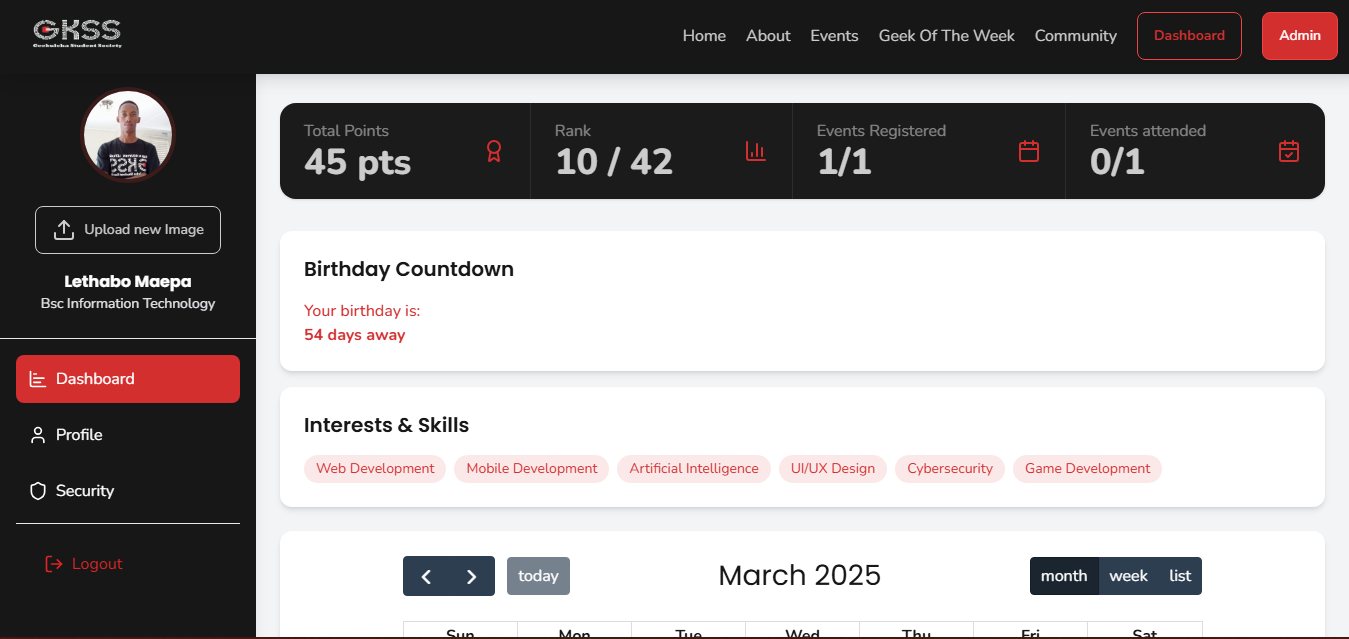 GKSS
Geekulcha Student Society
Home About Events Geek Of The Week Community Dashboard Admin
Upload new Image
Lethabo Maepa
Bsc Information Technology
Dashboard
Profile
Security
Logout
Total Points
45 pts
Rank
10 / 42
Events Registered
1/1
Events attended
0/1
Birthday Countdown
Your birthday is:
54 days away
Interests & Skills
Web Development Mobile Development Artificial Intelligence UI/UX Design Cybersecurity Game Development
today March 2025 month week list
Sun Mon Tue Wed Thu Fri Sat